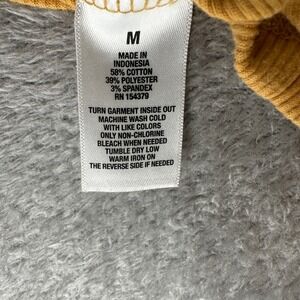 M
MADE IN
INDONESIA
58% COTTON
39% POLYESTER
3% SPANDEX
RN 154379
TURN GARMENT INSIDE OUT
MACHINE WASH COLD
WITH LIKE COLORS
ONLY NON-CHLORINE
BLEACH WHEN NEEDED
TUMBLE DRY LOW
WARM IRON ON
THE REVERSE SIDE IF NEEDED